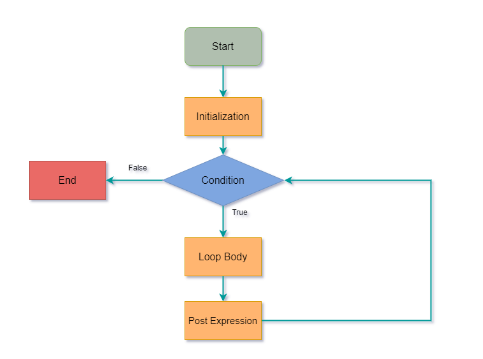 Start
Initialization
Condition
False
End
True
Loop Body
Post Expression